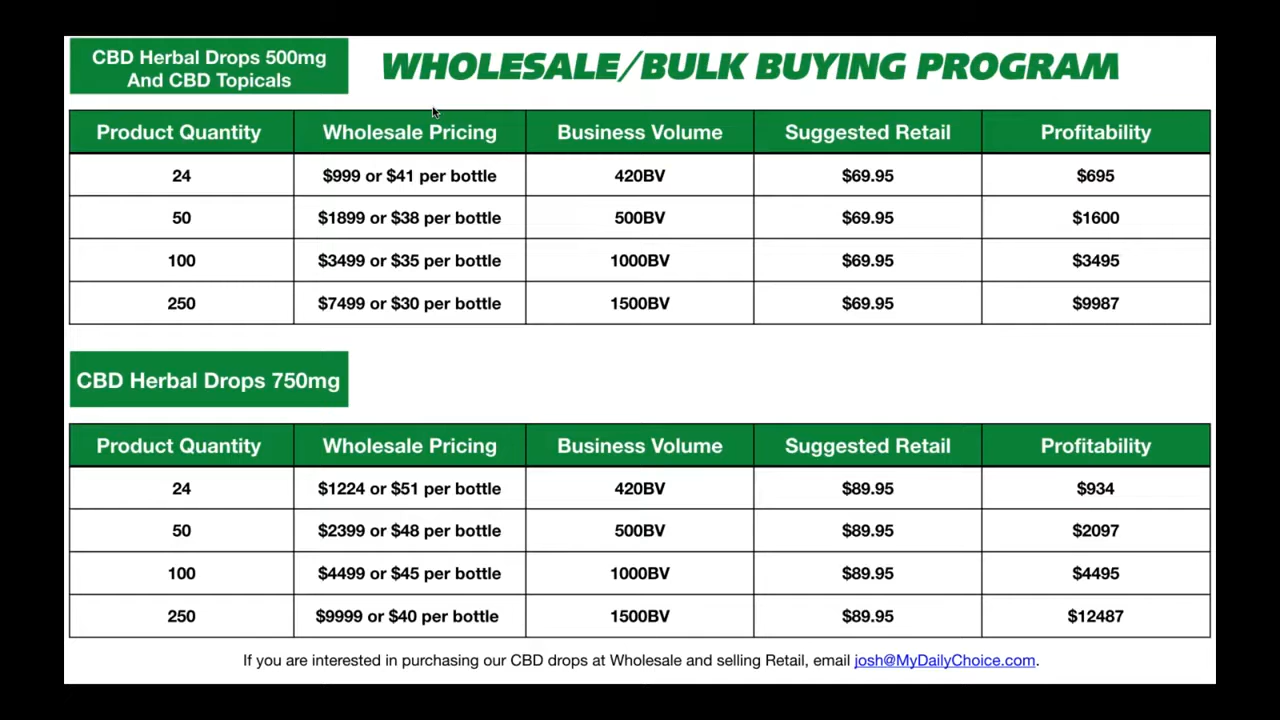 CBD Herbal Drops 500mg
And CBD Topicals
WHOLESALE/BULK BUYING PROGRAM
Product Quantity Wholesale Pricing Business Volume Suggested Retail Profitability
24 $999 or $41 per bottle 420BV $69.95 $695
50 $1899 or $38 per bottle 500BV $69.95 $1600
100 $3499 or $35 per bottle 1000BV $69.95 $3495
250 $7499 or $30 per bottle 1500BV $69.95 $9987
CBD Herbal Drops 750mg
Product Quantity Wholesale Pricing Business Volume Suggested Retail Profitability
24 $1224 or $51 per bottle 420BV $89.95 $934
50 $2399 or $48 per bottle 500BV $89.95 $2097
100 $4499 or $45 per bottle 1000BV $89.95 $4495
250 $9999 or $40 per bottle 1500BV $89.95 $12487
If you are interested in purchasing our CBD drops at Wholesale and selling Retail, email josh@MyDailyChoice.com.